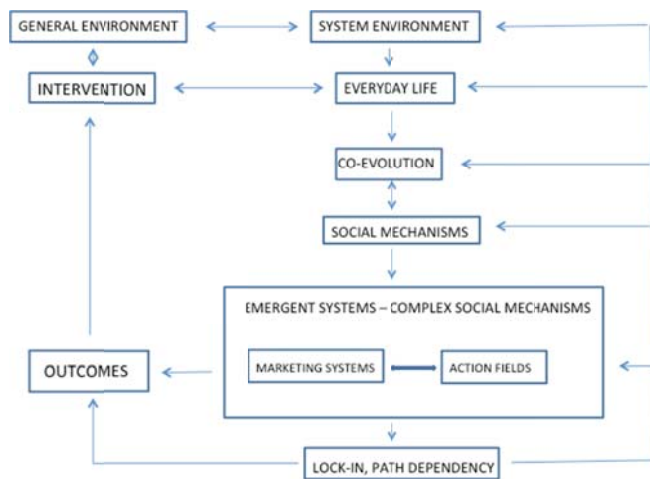 GENERAL ENVIRONMENT
SYSTEM ENVIRONMENT
INTERVENTION
EVERYDAY LIFE
CO-EVOLUTION
SOCIAL MECHANISMS
EMERGENT SYSTEMS – COMPLEX SOCIAL MECHANISMS
MARKETING SYSTEMS
ACTION FIELDS
OUTCOMES
LOCK-IN, PATH DEPENDENCY